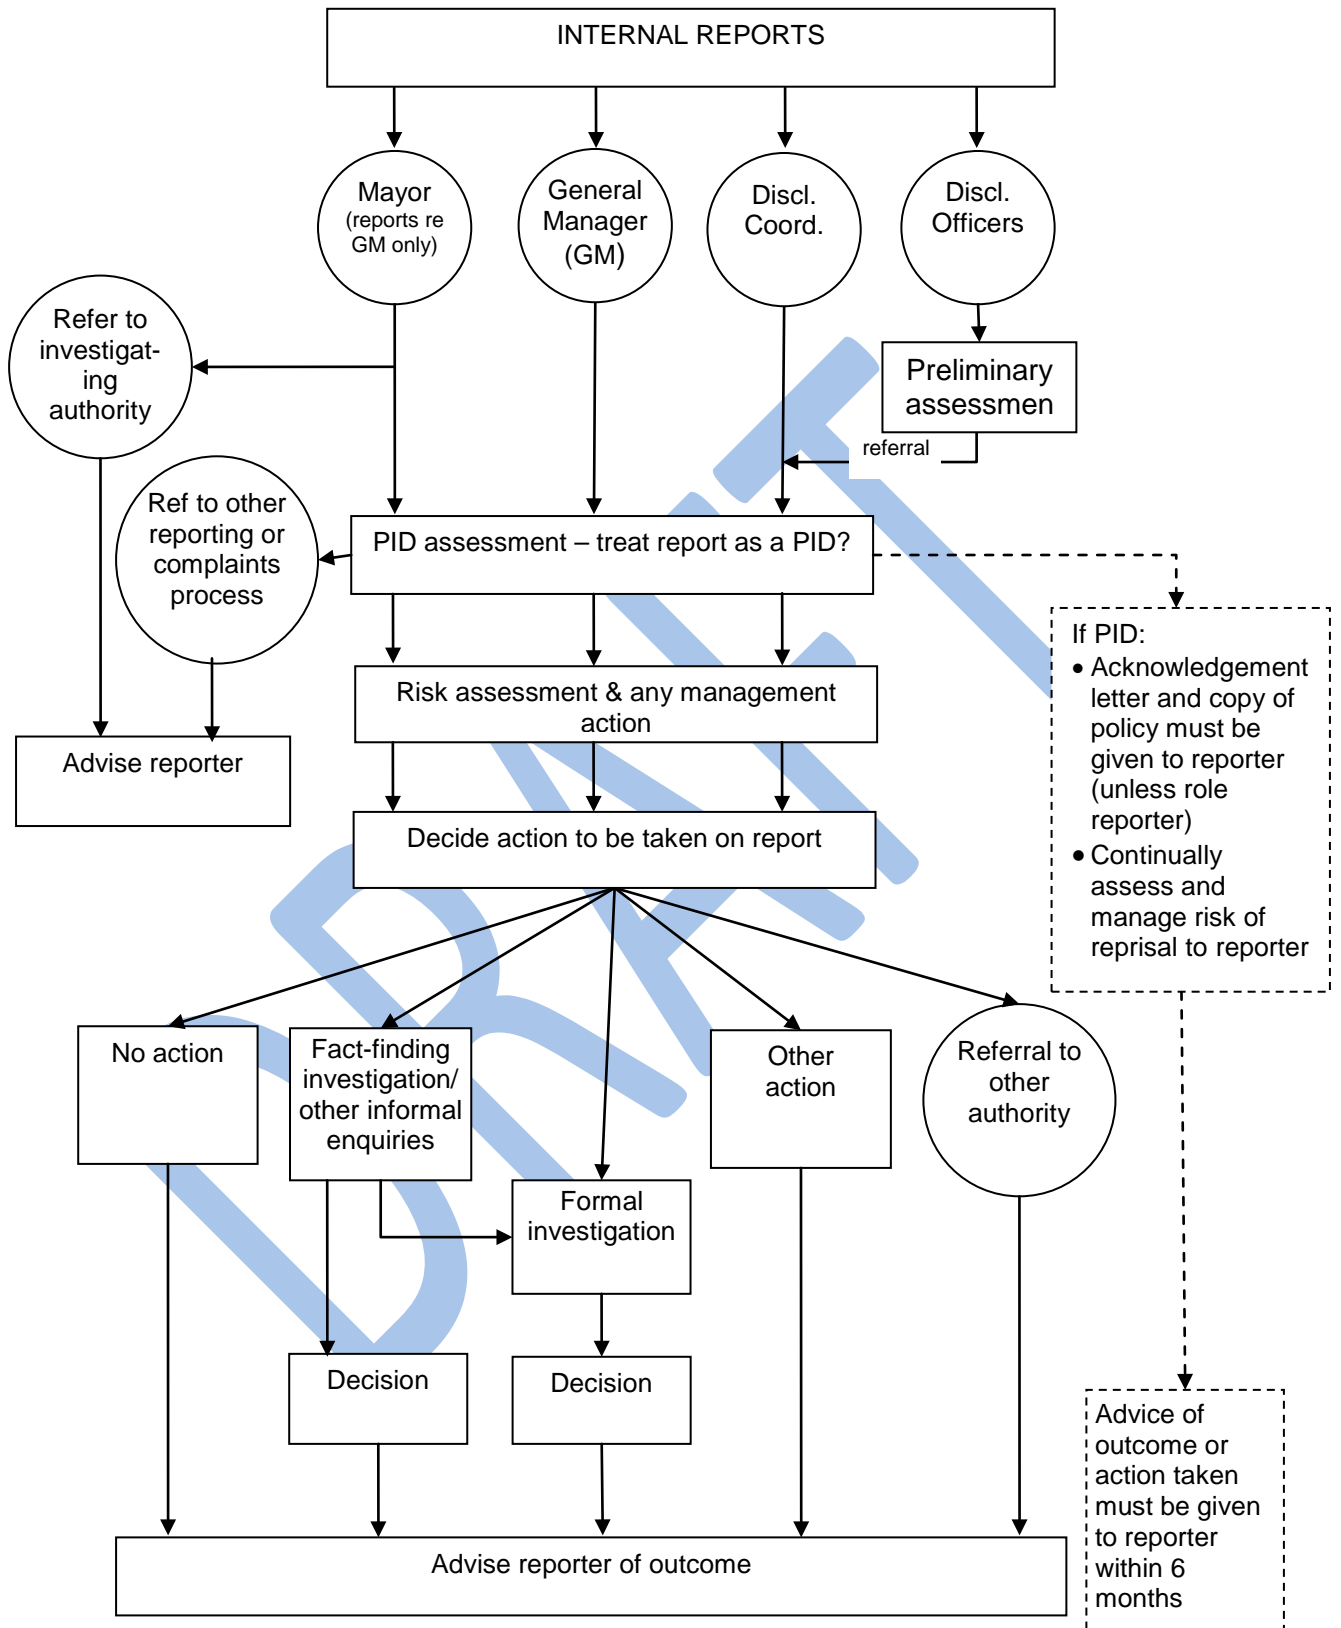 INTERNAL REPORTS
Mayor
(reports re
GM only)
General
Manager
(GM)
Discl.
Coord.
Discl.
Officers
Refer to
investigat-
ing
authority
Preliminary
assessmen
referral
Ref to other
reporting or
complaints
process
PID assessment – treat report as a PID?
If PID:
• Acknowledgement
letter and copy of
policy must be
given to reporter
(unless role
reporter)
• Continually
assess and
manage risk of
reprisal to reporter
Risk assessment & any management
action
Advise reporter
Decide action to be taken on report
No action
Fact-finding
investigation/
other informal
enquiries
Other
action
Referral to
other
authority
Formal
investigation
Decision
Decision
Advice of
outcome or
action taken
must be given
to reporter
within 6
months
Advise reporter of outcome
DRAFT